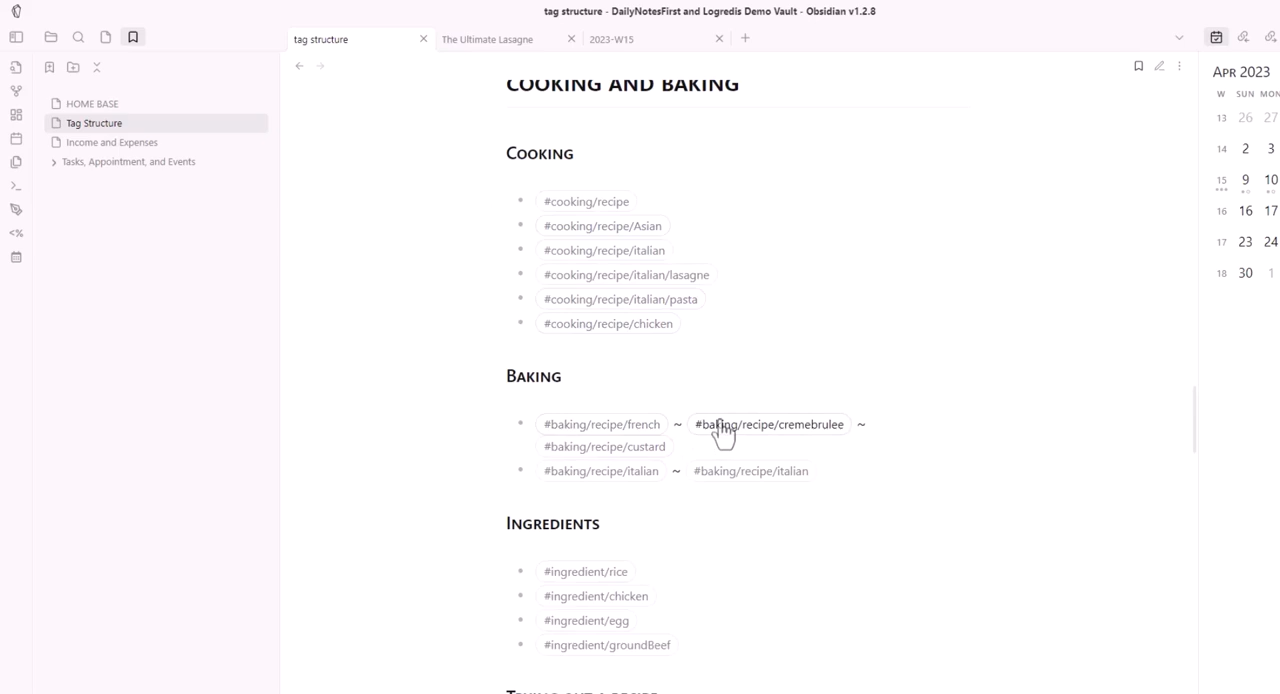 tag structure - DailyNotesFirst and Logredis Demo Vault - Obsidian v1.2.8
tag structure
The Ultimate Lasagne
2023-W15
HOME BASE
Tag Structure
Income and Expenses
Tasks, Appointment, and Events
COOKING AND BAKING
COOKING
#cooking/recipe
#cooking/recipe/Asian
#cooking/recipe/italian
#cooking/recipe/italian/lasagne
#cooking/recipe/italian/pasta
#cooking/recipe/chicken
BAKING
#baking/recipe/french ~ #baking/recipe/cremebrulee ~
#baking/recipe/custard
#baking/recipe/italian ~ #baking/recipe/italian
INGREDIENTS
#ingredient/rice
#ingredient/chicken
#ingredient/egg
#ingredient/groundBeef
APR 2023
W SUN MON
13 26 27
14 2 3
15 9 10
16 16 17
17 23 24
18 30 1